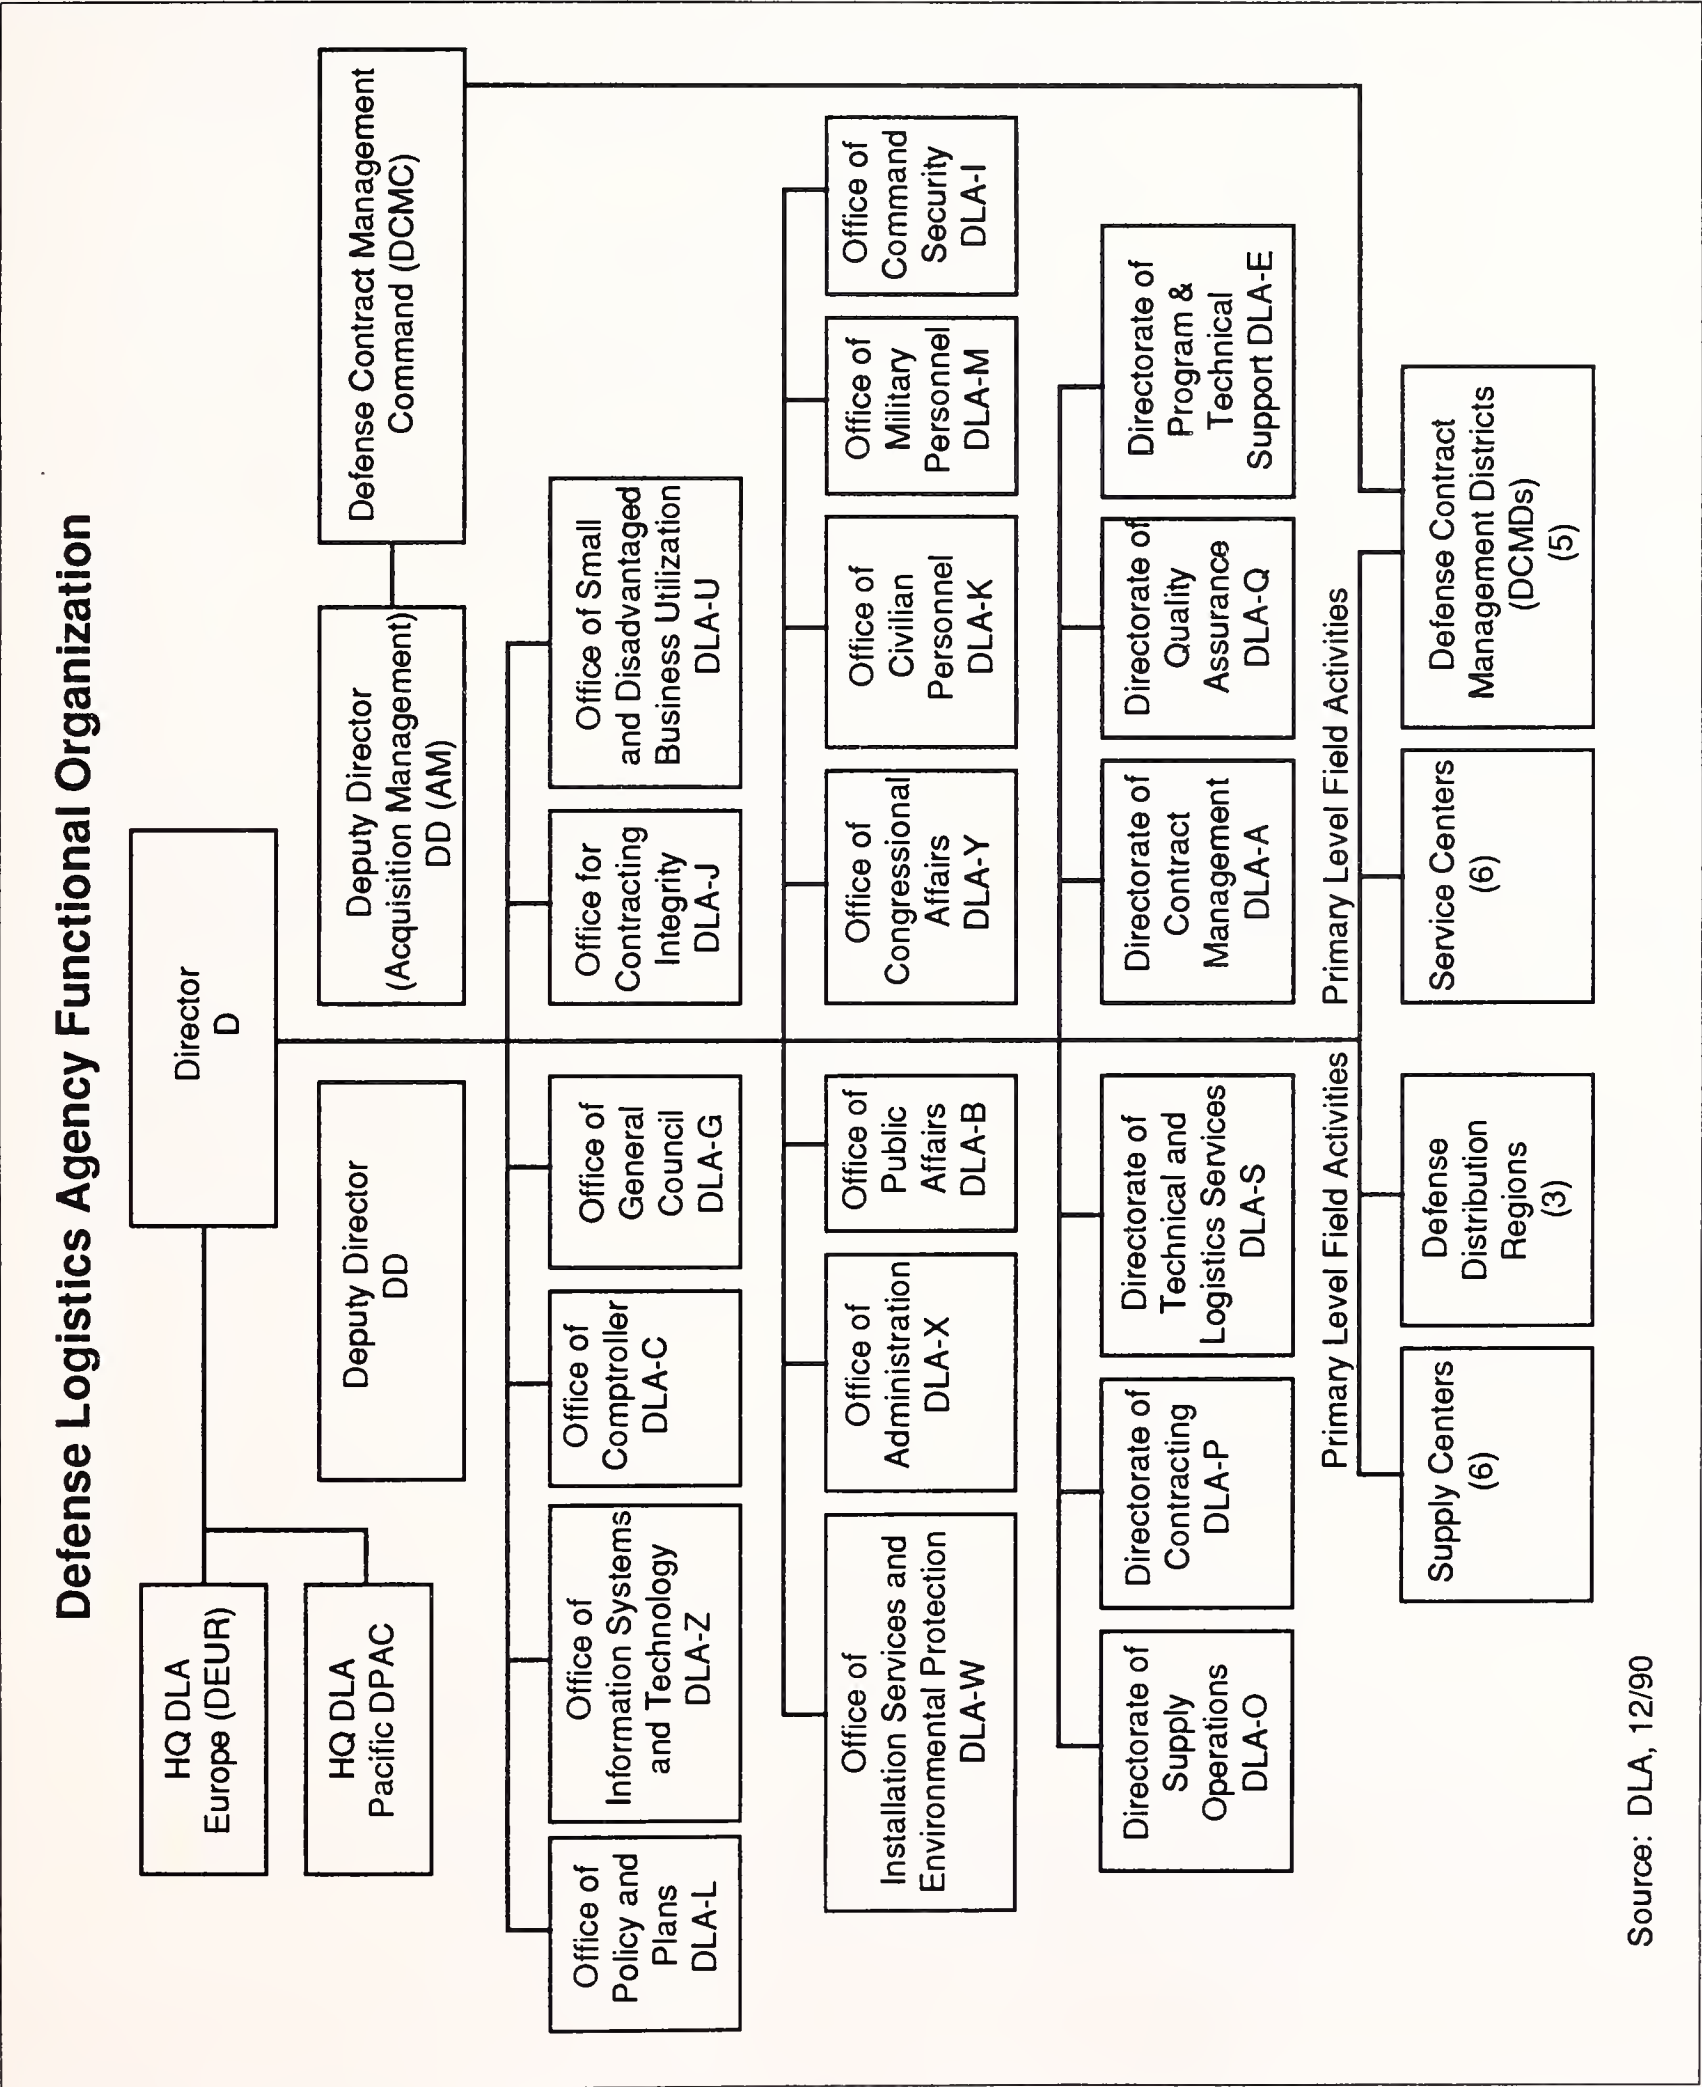 Defense Logistics Agency Functional Organization
Director
D
HQ DLA
Europe (DEUR)
HQ DLA
Pacific DPAC
Deputy Director
DD
Deputy Director
(Acquisition Management)
DD (AM)
Defense Contract Management
Command (DCMC)
Office of
Policy and
Plans
DLA-L
Office of
Information Systems
and Technology
DLA-Z
Office of
Comptroller
DLA-C
Office of
General
Council
DLA-G
Office for
Contracting
Integrity
DLA-J
Office of Small
and Disadvantaged
Business Utilization
DLA-U
Office of
Installation Services and
Environmental Protection
DLA-W
Office of
Administration
DLA-X
Office of
Public
Affairs
DLA-B
Office of
Congressional
Affairs
DLA-Y
Office of
Civilian
Personnel
DLA-K
Office of
Military
Personnel
DLA-M
Office of
Command
Security
DLA-I
Directorate of
Supply
Operations
DLA-O
Directorate of
Contracting
DLA-P
Directorate of
Technical and
Logistics Services
DLA-S
Directorate of
Contract
Management
DLA-A
Directorate of
Quality
Assurance
DLA-Q
Directorate of
Program &
Technical
Support DLA-E
Primary Level Field Activities
Primary Level Field Activities
Supply Centers
(6)
Defense
Distribution
Regions
(3)
Service Centers
(6)
Defense Contract
Management Districts
(DCMDs)
(5)
Source: DLA, 12/90